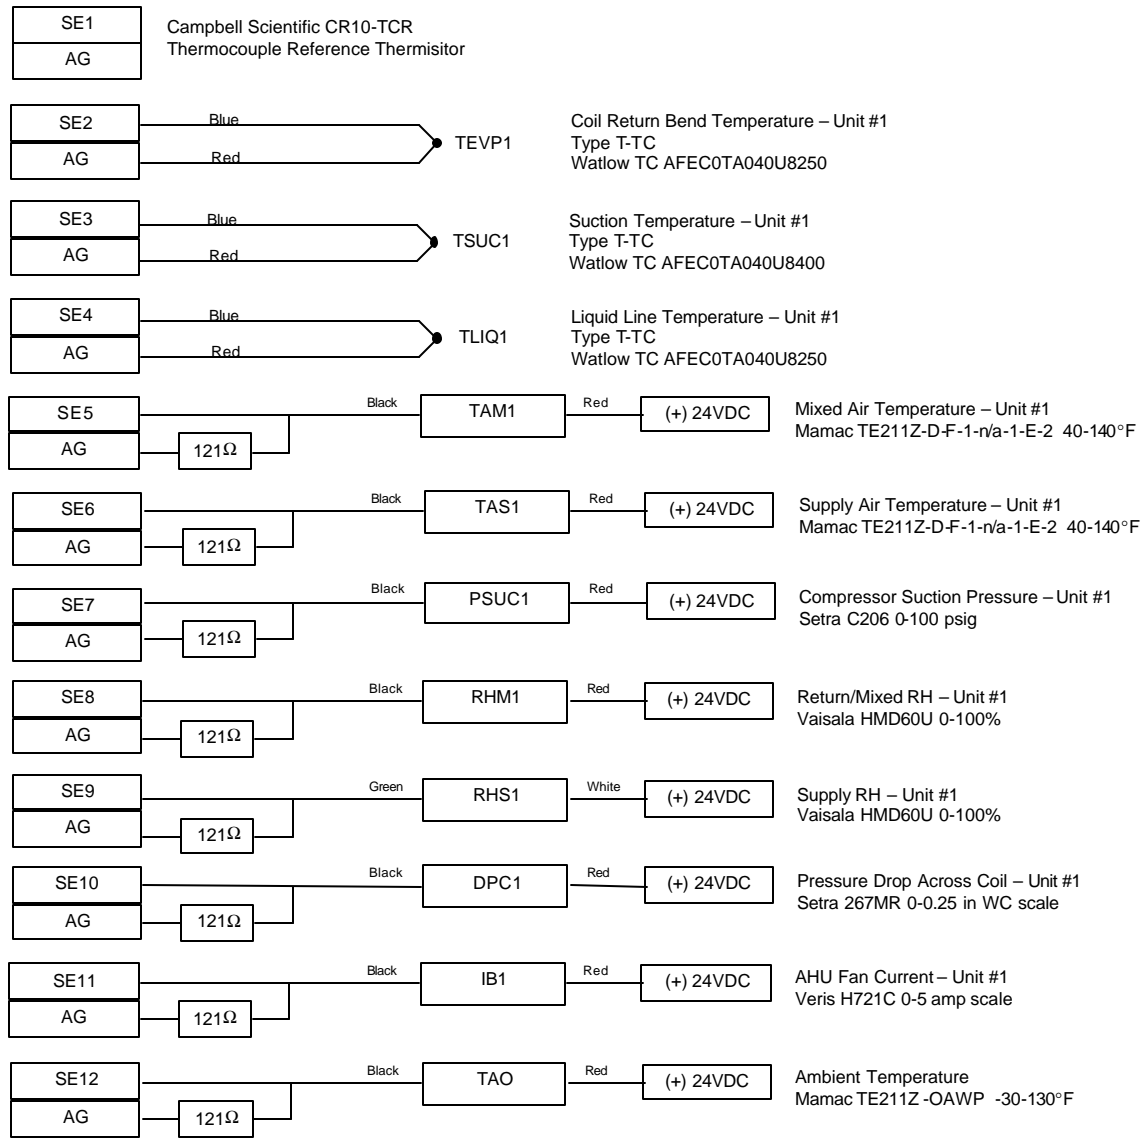 SE1
Campbell Scientific CR10-TCR
AG
Thermocouple Reference Thermisitor
SE2
Blue
AG
Red
TEVP1
Coil Return Bend Temperature – Unit #1
Type T-TC
Watlow TC AFEC0TA040U8250
SE3
Blue
AG
Red
TSUC1
Suction Temperature – Unit #1
Type T-TC
Watlow TC AFEC0TA040U8400
SE4
Blue
AG
Red
TLIQ1
Liquid Line Temperature – Unit #1
Type T-TC
Watlow TC AFEC0TA040U8250
SE5
AG
121Ω
Black
TAM1
Red
(+) 24VDC
Mixed Air Temperature – Unit #1
Mamac TE211Z-D-F-1-n/a-1-E-2 40-140°F
SE6
AG
121Ω
Black
TAS1
Red
(+) 24VDC
Supply Air Temperature – Unit #1
Mamac TE211Z-D-F-1-n/a-1-E-2 40-140°F
SE7
AG
121Ω
Black
PSUC1
Red
(+) 24VDC
Compressor Suction Pressure – Unit #1
Setra C206 0-100 psig
SE8
AG
121Ω
Black
RHM1
Red
(+) 24VDC
Return/Mixed RH – Unit #1
Vaisala HMD60U 0-100%
SE9
AG
121Ω
Green
RHS1
White
(+) 24VDC
Supply RH – Unit #1
Vaisala HMD60U 0-100%
SE10
AG
121Ω
Black
DPC1
Red
(+) 24VDC
Pressure Drop Across Coil – Unit #1
Setra 267MR 0-0.25 in WC scale
SE11
AG
121Ω
Black
IB1
Red
(+) 24VDC
AHU Fan Current – Unit #1
Veris H721C 0-5 amp scale
SE12
AG
121Ω
Black
TAO
Red
(+) 24VDC
Ambient Temperature
Mamac TE211Z -OAWP -30-130°F